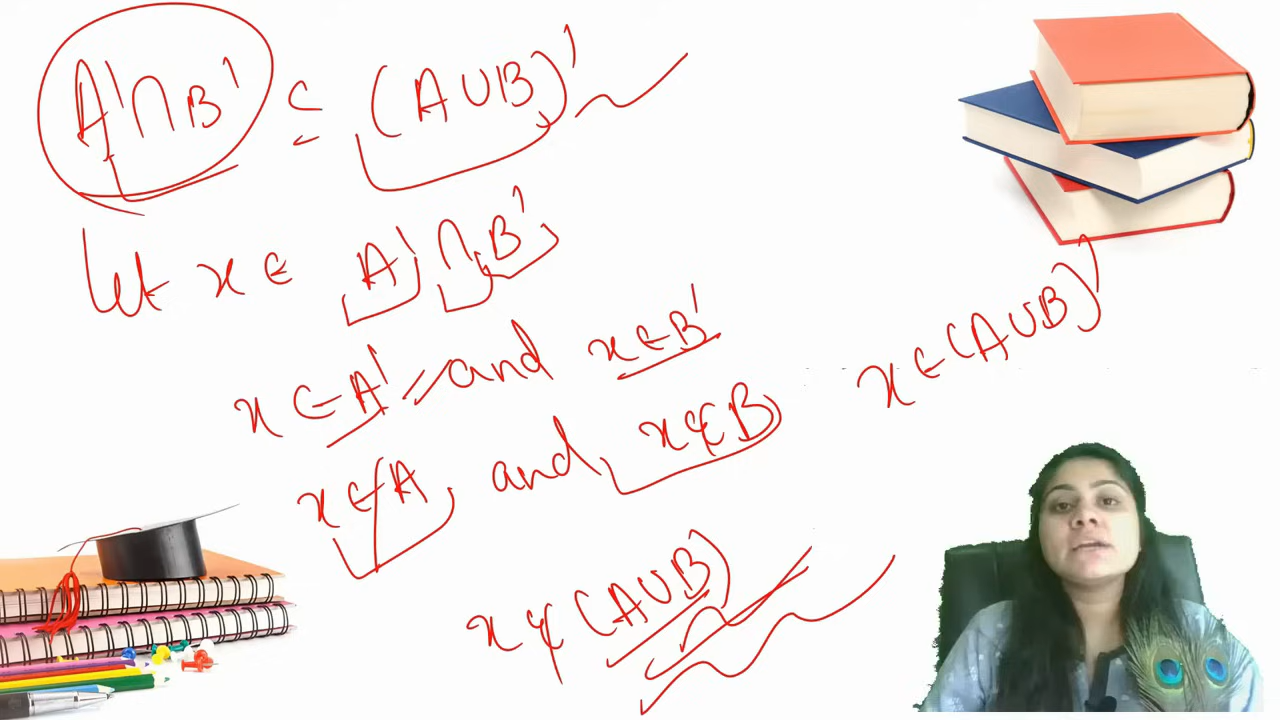 A'∩B' ⊆ (A∪B)'
Let x ∈ A'∩B'
x ∈ A' and x ∈ B'
x ∉ A and x ∉ B
x ∈ (A∪B)'
x ∉ (A∪B)